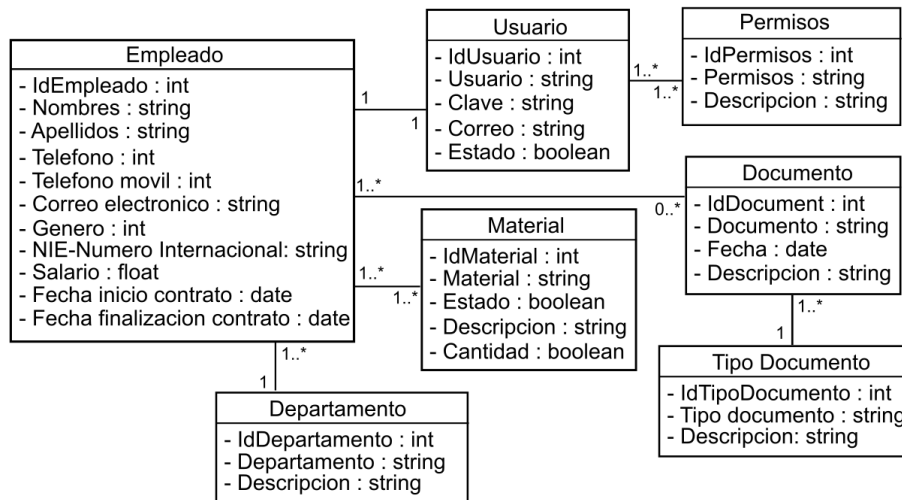 Empleado
- IdEmpleado : int
- Nombres : string
- Apellidos : string
- Telefono : int
- Telefono movil : int
- Correo electronico : string
- Genero : int
- NIE-Numero Internacional: string
- Salario : float
- Fecha inicio contrato : date
- Fecha finalizacion contrato : date
1
1
Usuario
- IdUsuario : int
- Usuario : string
- Clave : string
- Correo : string
- Estado : boolean
1..*
1..*
Permisos
- IdPermisos : int
- Permisos : string
- Descripcion : string
1..*
0..*
Documento
- IdDocument : int
- Documento : string
- Fecha : date
- Descripcion : string
1..*
1..*
Material
- IdMaterial : int
- Material : string
- Estado : boolean
- Descripcion : string
- Cantidad : boolean
1..*
1
Tipo Documento
- IdTipoDocumento : int
- Tipo documento : string
- Descripcion: string
1..*
1
Departamento
- IdDepartamento : int
- Departamento : string
- Descripcion : string